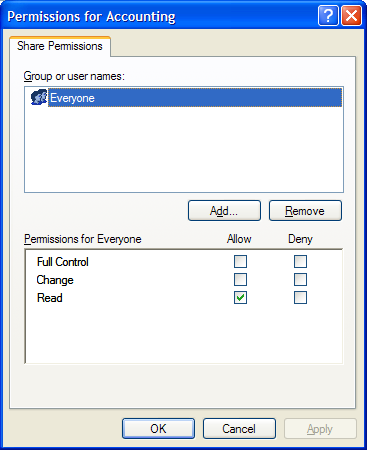 Permissions for Accounting
Share Permissions
Group or user names:
Everyone
Add... Remove
Permissions for Everyone Allow Deny
Full Control
Change
Read
OK Cancel Apply